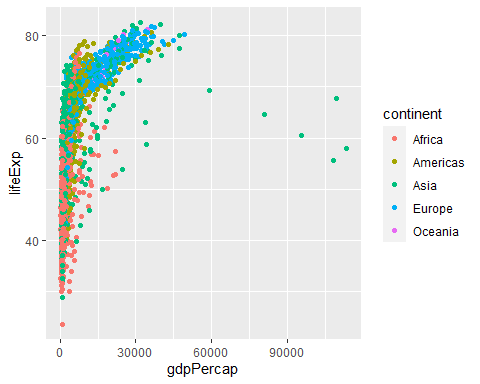 80
60
40
lifeExp
0 30000 60000 90000
gdpPercap
continent
Africa
Americas
Asia
Europe
Oceania